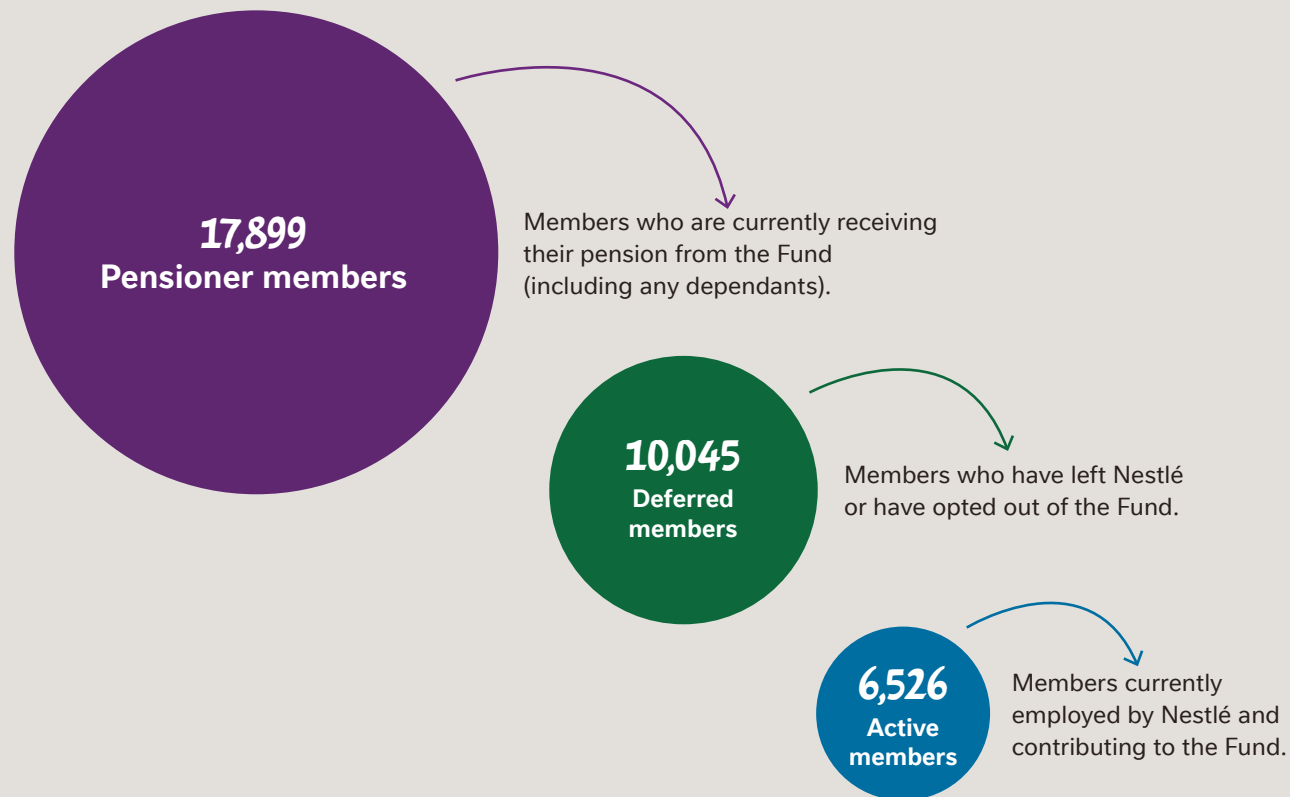 17,899
Pensioner members
Members who are currently receiving
their pension from the Fund
(including any dependants).
10,045
Deferred
members
Members who have left Nestlé
or have opted out of the Fund.
6,526
Active
members
Members currently
employed by Nestlé and
contributing to the Fund.